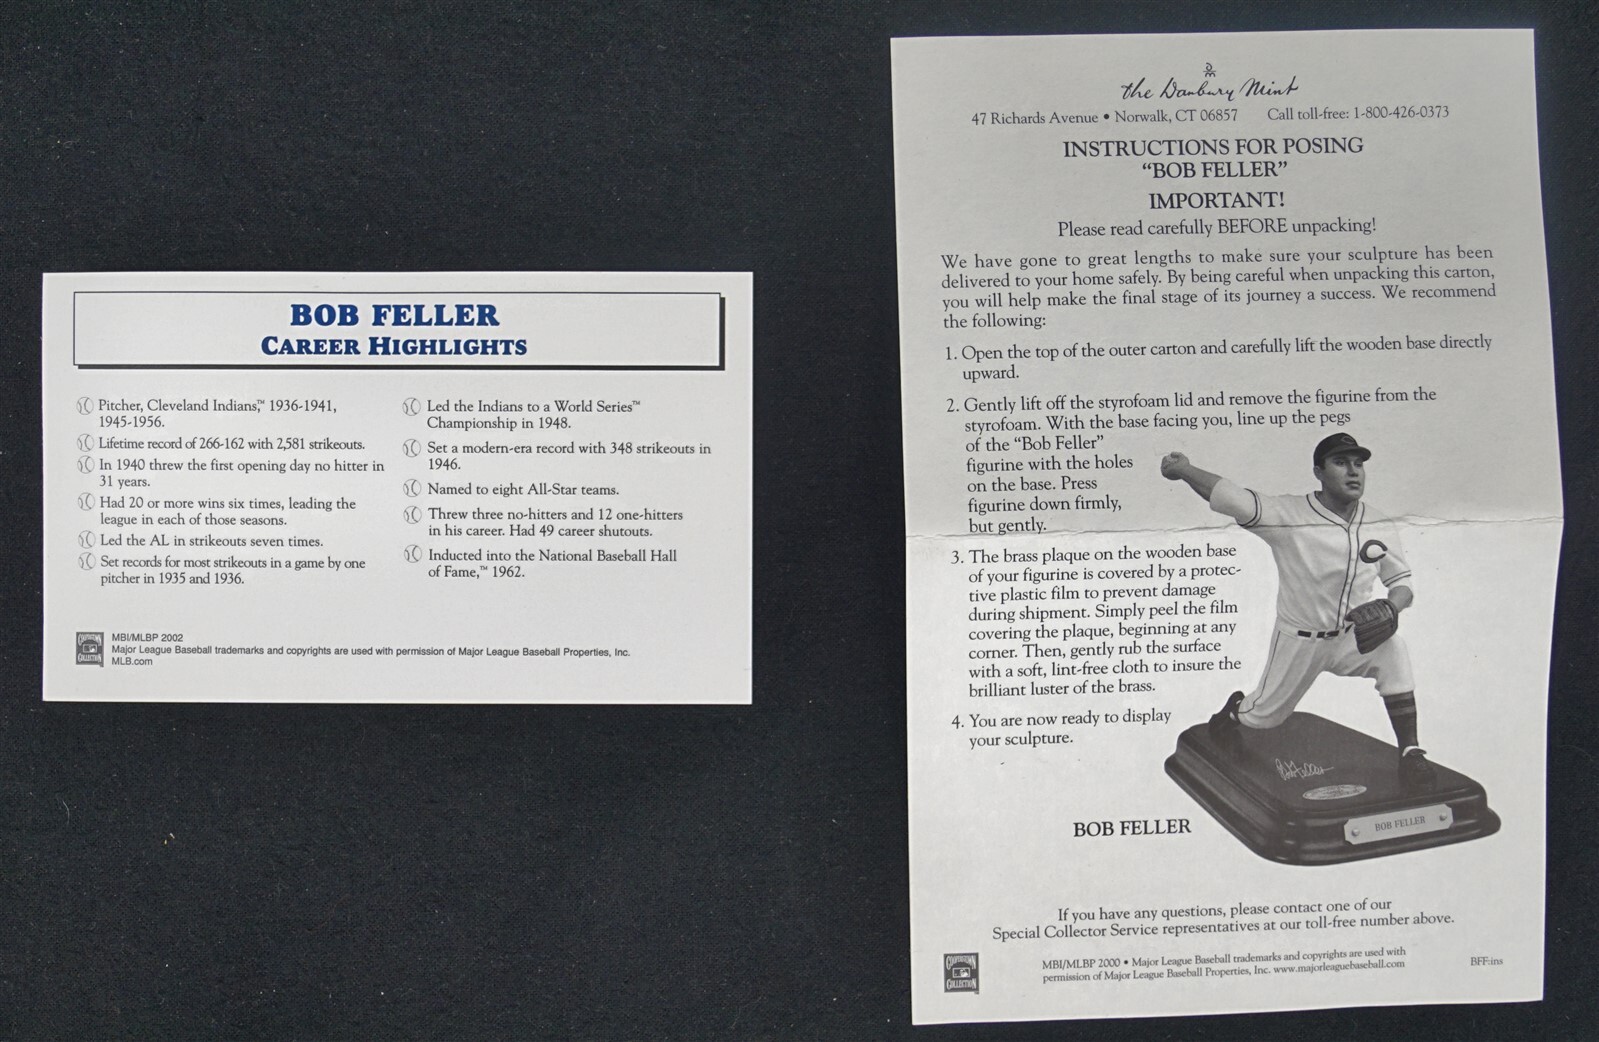 BOB FELLER
CAREER HIGHLIGHTS
Pitcher, Cleveland Indians,™ 1936-1941,
1945-1956.
Lifetime record of 266-162 with 2,581 strikeouts.
In 1940 threw the first opening day no hitter in
31 years.
Had 20 or more wins six times, leading the
league in each of those seasons.
Led the AL in strikeouts seven times.
Set records for most strikeouts in a game by one
pitcher in 1935 and 1936.
Led the Indians to a World Series™
Championship in 1948.
Set a modern-era record with 348 strikeouts in
1946.
Named to eight All-Star teams.
Threw three no-hitters and 12 one-hitters
in his career. Had 49 career shutouts.
Inducted into the National Baseball Hall
of Fame,™ 1962.
COOPERSTOWN
COLLECTION
MBI/MLBP 2002
Major League Baseball trademarks and copyrights are used with permission of Major League Baseball Properties, Inc.
MLB.com
the Danbury Mint
47 Richards Avenue • Norwalk, CT 06857 Call toll-free: 1-800-426-0373
INSTRUCTIONS FOR POSING
“BOB FELLER”
IMPORTANT!
Please read carefully BEFORE unpacking!
We have gone to great lengths to make sure your sculpture has been
delivered to your home safely. By being careful when unpacking this carton,
you will help make the final stage of its journey a success. We recommend
the following:
1. Open the top of the outer carton and carefully lift the wooden base directly
upward.
2. Gently lift off the styrofoam lid and remove the figurine from the
styrofoam. With the base facing you, line up the pegs
of the “Bob Feller”
figurine with the holes
on the base. Press
figurine down firmly,
but gently.
3. The brass plaque on the wooden base
of your figurine is covered by a protec-
tive plastic film to prevent damage
during shipment. Simply peel the film
covering the plaque, beginning at any
corner. Then, gently rub the surface
with a soft, lint-free cloth to insure the
brilliant luster of the brass.
4. You are now ready to display
your sculpture.
C
Bob Feller
BOB FELLER
BOB FELLER
If you have any questions, please contact one of our
Special Collector Service representatives at our toll-free number above.
COOPERSTOWN
COLLECTION
MBI/MLBP 2000 • Major League Baseball trademarks and copyrights are used with
permission of Major League Baseball Properties, Inc. www.majorleaguebaseball.com
BFF:ins